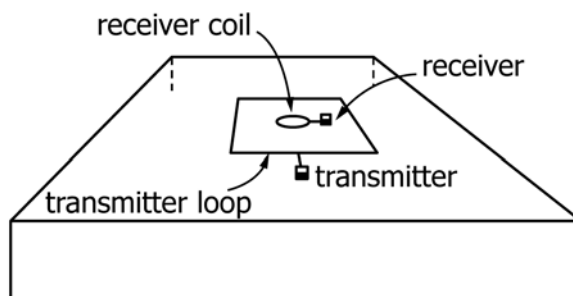 receiver coil
receiver
transmitter
transmitter loop